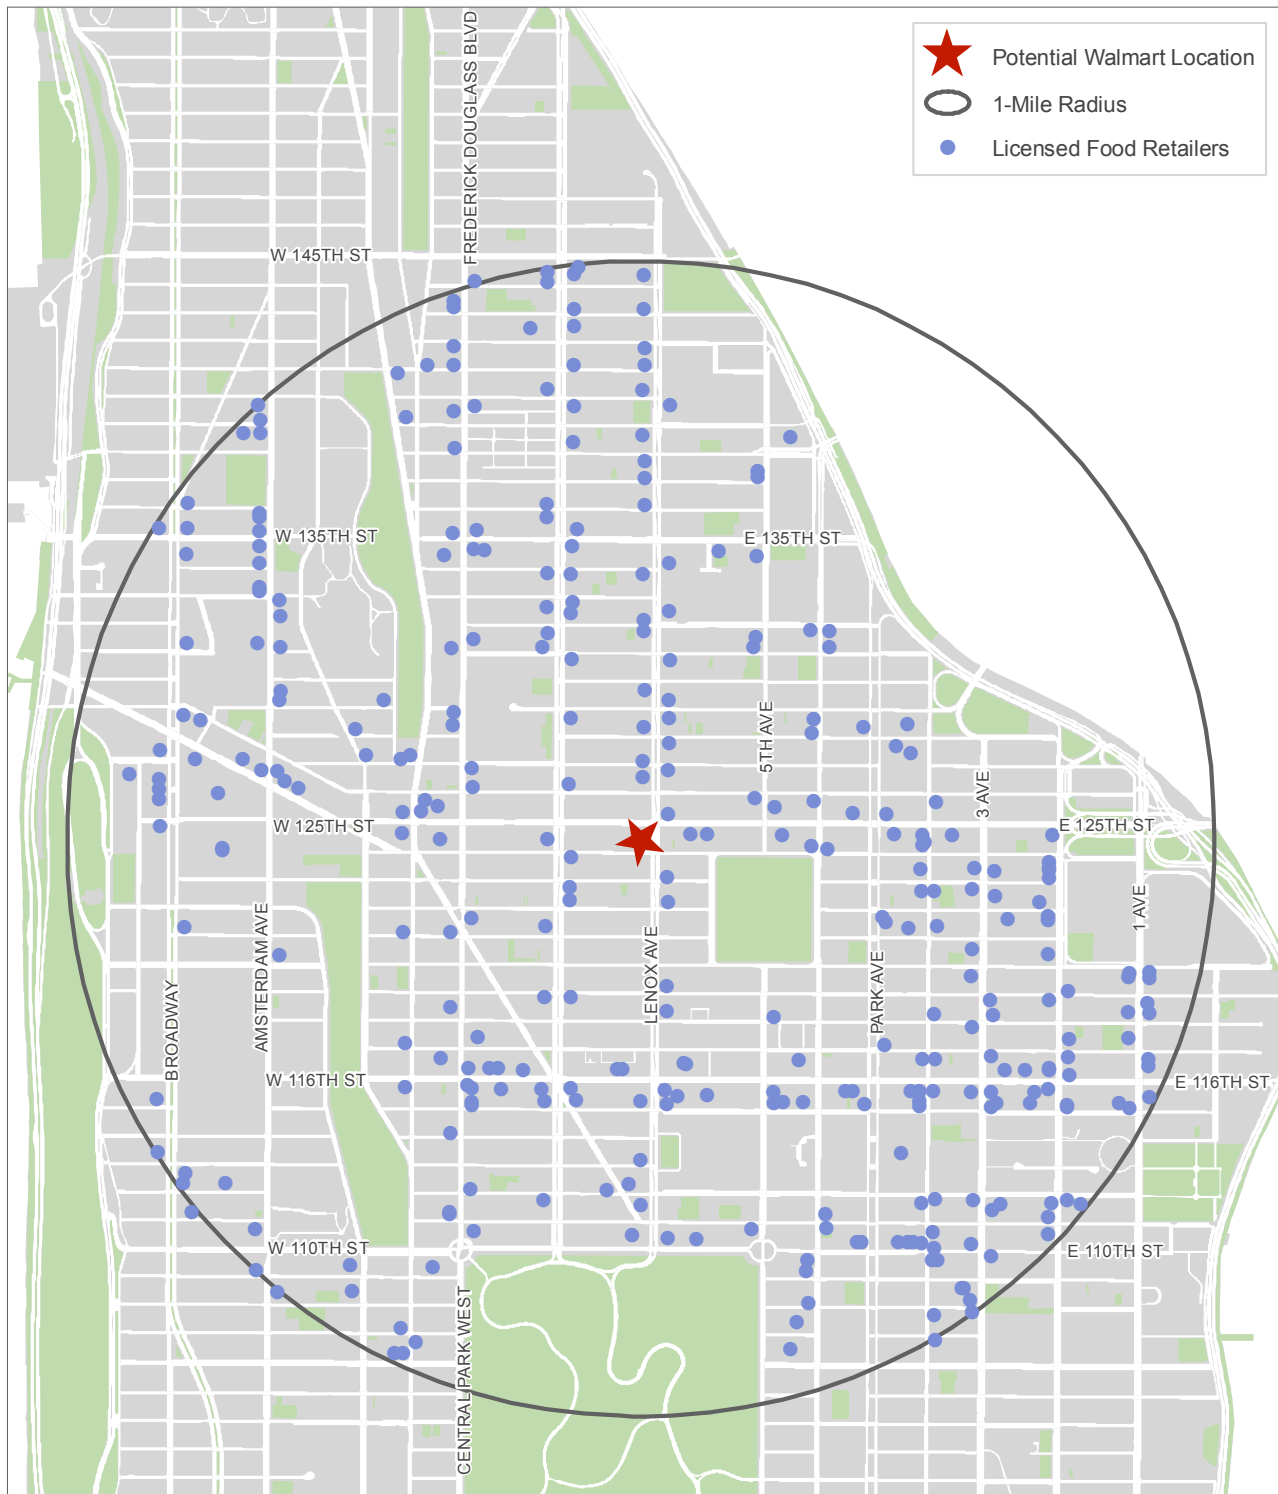 FREDERICK DOUGLASS BLVD
Potential Walmart Location
1-Mile Radius
Licensed Food Retailers
W 145TH ST
W 135TH ST
E 135TH ST
5TH AVE
3 AVE
W 125TH ST
E 125TH ST
1 AVE
AMSTERDAM AVE
LENOX AVE
PARK AVE
BROADWAY
W 116TH ST
E 116TH ST
W 110TH ST
E 110TH ST
CENTRAL PARK WEST